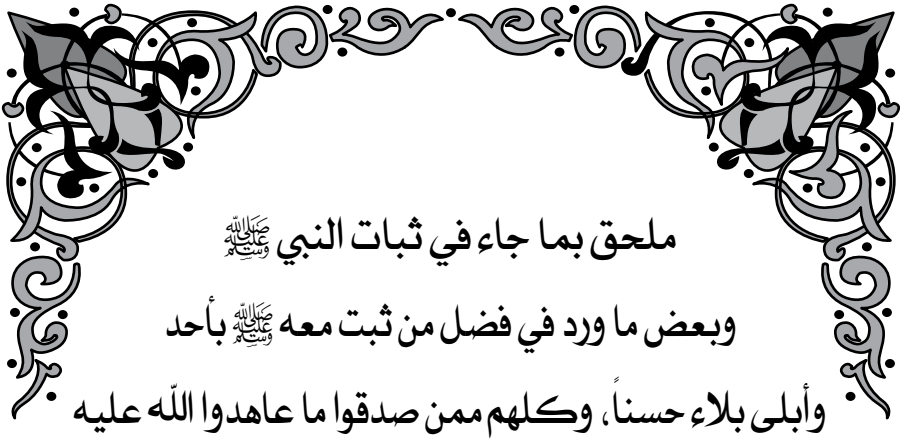 ملحق بما جاء في ثبات النبي ﷺ
وبعض ما ورد في فضل من ثبت معه ﷺ بأحد
وأبلى بلاء حسناً، وكلهم ممن صدقوا ما عاهدوا الله عليه